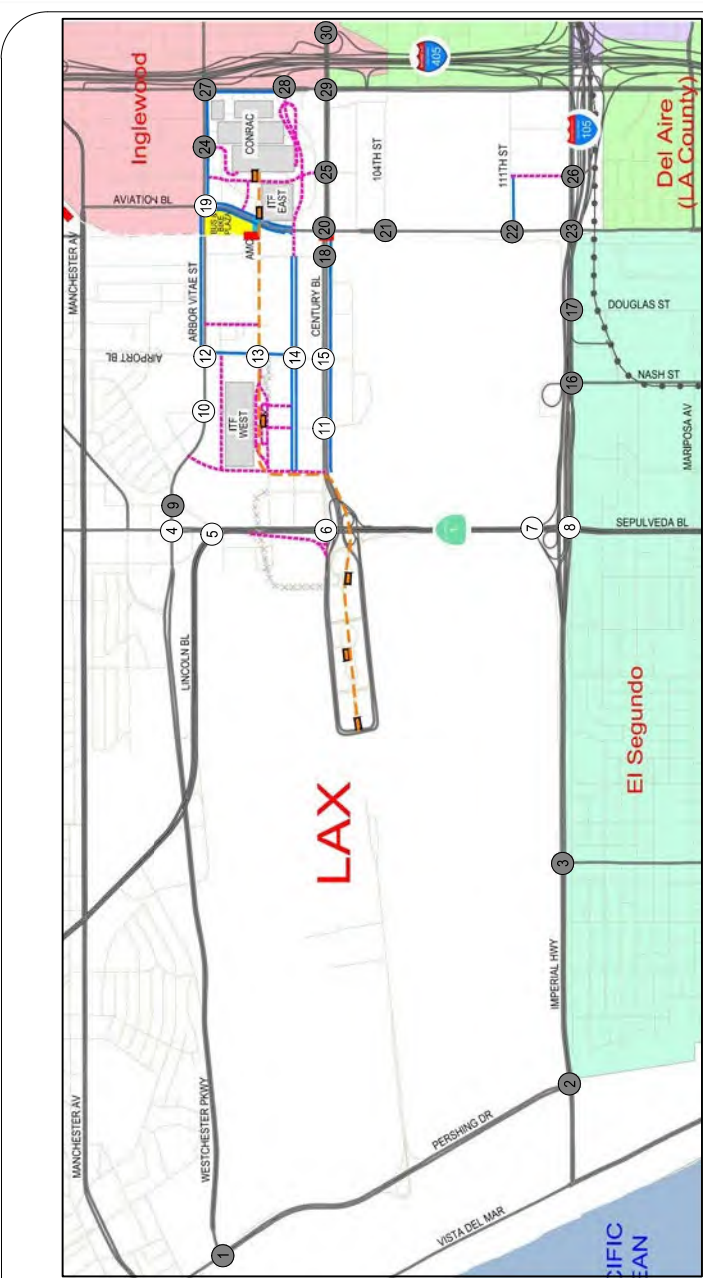 Inglewood
405
105
Del Aire
(LA County)
MANCHESTER AV
AVIATION BL
ARBOR VITAE ST
AIRPORT BL
CENTURY BL
104TH ST
111TH ST
DOUGLAS ST
NASH ST
MARIPOSA AV
SEPULVEDA BL
LINCOLN BL
WESTCHESTER PKWY
MANCHESTER AV
IMPERIAL HWY
PERSHING DR
VISTA DEL MAR
El Segundo
LAX
CONRAC
ITF
EAST
BUS /
BIKE
PLAZA
AMC
ITF
WEST
CIFIC
EAN
1
1
2
3
4
5
6
7
8
9
10
11
12
13
14
15
16
17
18
19
20
21
22
23
24
25
26
27
28
29
30